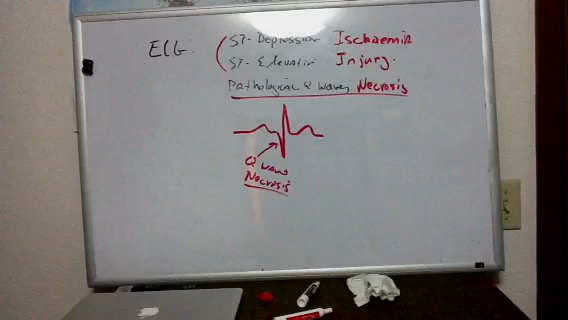 ECG: ST-Depression Ischaemia
ST-Elevation Injury.
Pathological Q waves Necrosis
Q wave
Necrosis